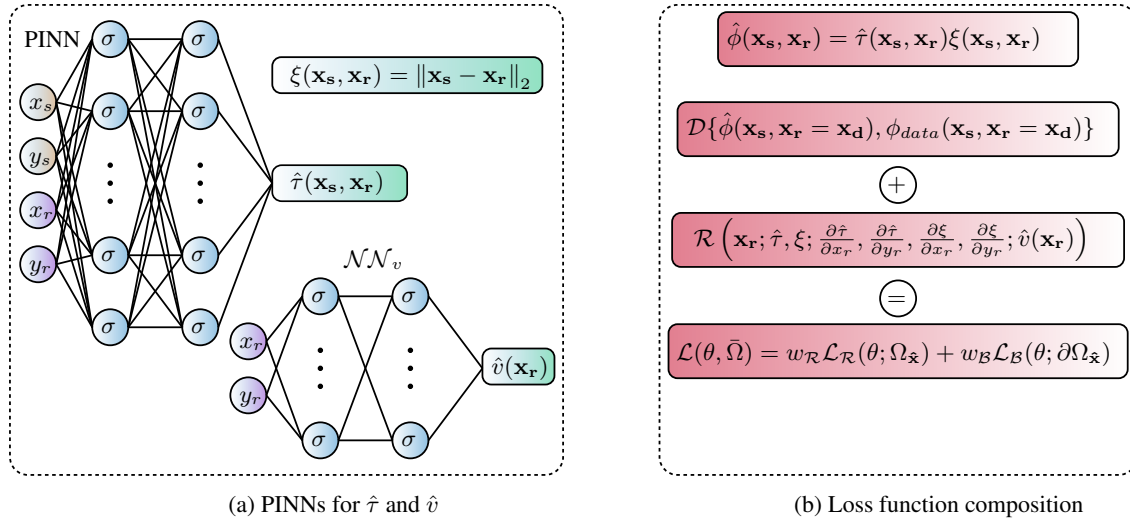 PINN
σ σ
x_s
σ σ
y_s
x_r
y_r
σ σ
σ σ
ξ(𝐱_𝐬, 𝐱_𝐫) = ‖𝐱_𝐬 − 𝐱_𝐫‖_2
τ̂(𝐱_𝐬, 𝐱_𝐫)
𝒩𝒩_v
σ σ
x_r
y_r
σ σ
v̂(𝐱_𝐫)
(a) PINNs for τ̂ and v̂
ϕ̂(𝐱_𝐬, 𝐱_𝐫) = τ̂(𝐱_𝐬, 𝐱_𝐫)ξ(𝐱_𝐬, 𝐱_𝐫)
𝒟{ϕ̂(𝐱_𝐬, 𝐱_𝐫 = 𝐱_𝐝), ϕ_{data}(𝐱_𝐬, 𝐱_𝐫 = 𝐱_𝐝)}
+
ℛ(𝐱_𝐫; τ̂, ξ; ∂τ̂/∂x_r, ∂τ̂/∂y_r, ∂ξ/∂x_r, ∂ξ/∂y_r; v̂(𝐱_𝐫))
=
ℒ(θ, Ω̄) = w_ℛ ℒ_ℛ(θ; Ω_𝐱̂) + w_ℬ ℒ_ℬ(θ; ∂Ω_𝐱̂)
(b) Loss function composition